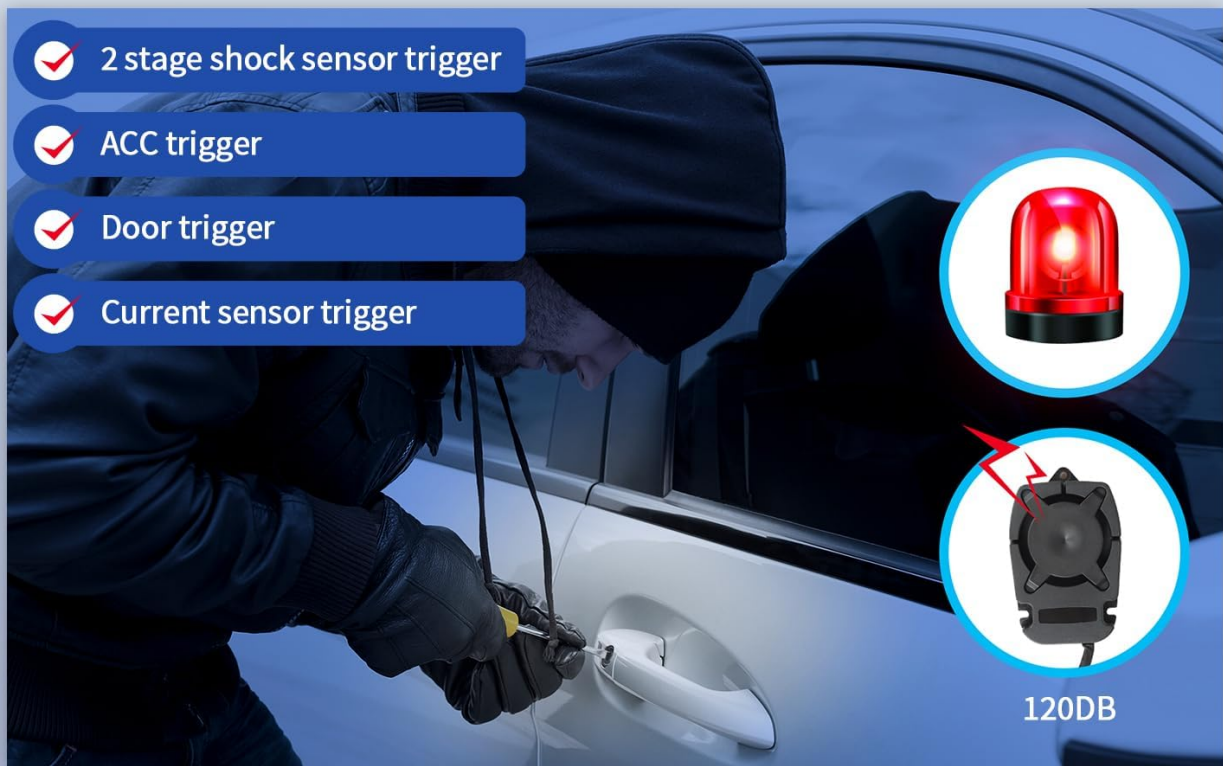 2 stage shock sensor trigger
ACC trigger
Door trigger
Current sensor trigger
120DB